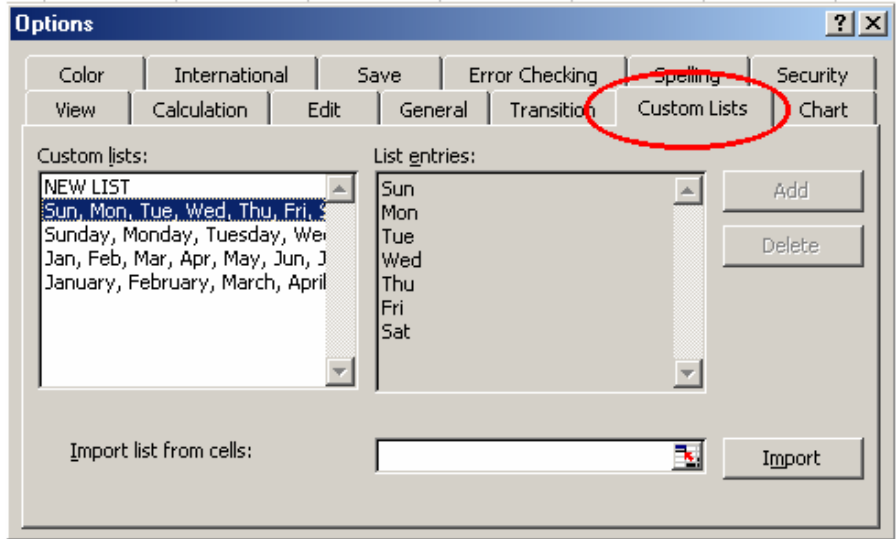 Options
Color International Save Error Checking Spelling Security
View Calculation Edit General Transition Custom Lists Chart
Custom lists: List entries:
NEW LIST
Sun, Mon, Tue, Wed, Thu, Fri, S
Sunday, Monday, Tuesday, Wed
Jan, Feb, Mar, Apr, May, Jun, J
January, February, March, April
Sun
Mon
Tue
Wed
Thu
Fri
Sat
Add
Delete
Import list from cells:
Import